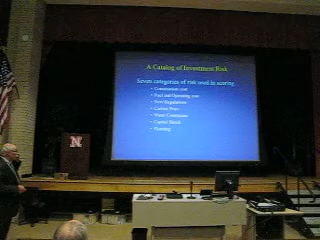 A Catalog of Investment Risk
Seven categories of risk used in scoring
• Construction cost
• Fuel and Operating cost
• New Regulations
• Carbon Price
• Water Constraints
• Capital Shock
• Planning
N